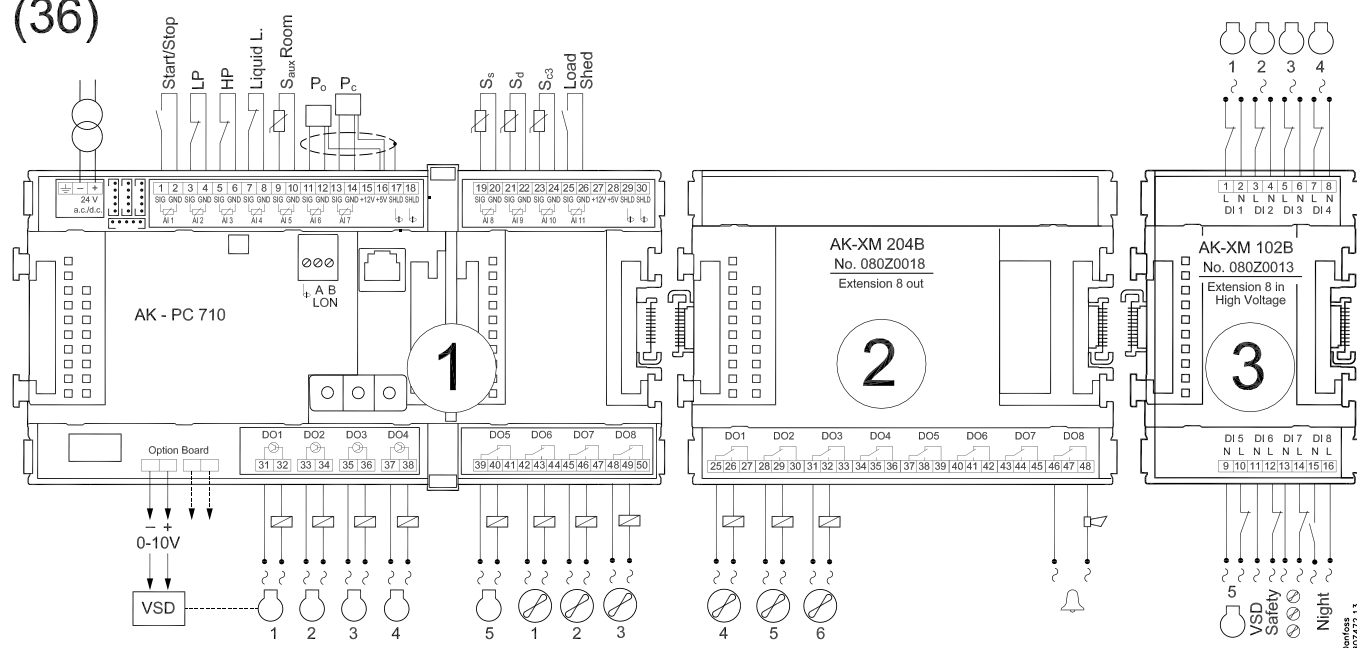 (36)
Start/Stop
LP
HP
Liquid L.
Saux Room
Po Pc
Ss
Sd
Sc3
Load
Shed
1 2 3 4
− +
24 V
a.c./d.c.
1 2 3 4 5 6 7 8 9 10 11 12 13 14 15 16 17 18
SIG GND SIG GND SIG GND SIG GND SIG GND SIG GND SIG GND +12V +5V SHLD SHLD
AI 1 AI 2 AI 3 AI 4 AI 5 AI 6 AI 7
19 20 21 22 23 24 25 26 27 28 29 30
SIG GND SIG GND SIG GND SIG GND +12V +5V SHLD SHLD
AI 8 AI 9 AI 10 AI 11
1 2 3 4 5 6 7 8
L N L N L N L N
DI 1 DI 2 DI 3 DI 4
A B
LON
AK - PC 710
1
AK-XM 204B
No. 080Z0018
Extension 8 out
2
AK-XM 102B
No. 080Z0013
Extension 8 in
High Voltage
3
Option Board
DO1 DO2 DO3 DO4
31 32 33 34 35 36 37 38
DO5 DO6 DO7 DO8
39 40 41 42 43 44 45 46 47 48 49 50
DO1 DO2 DO3 DO4 DO5 DO6 DO7 DO8
25 26 27 28 29 30 31 32 33 34 35 36 37 38 39 40 41 42 43 44 45 46 47 48
DI 5 DI 6 DI 7 DI 8
N L N L N L N L
9 10 11 12 13 14 15 16
− +
0-10V
VSD
1 2 3 4
5 1 2 3
4 5 6
5
VSD
Safety
Night